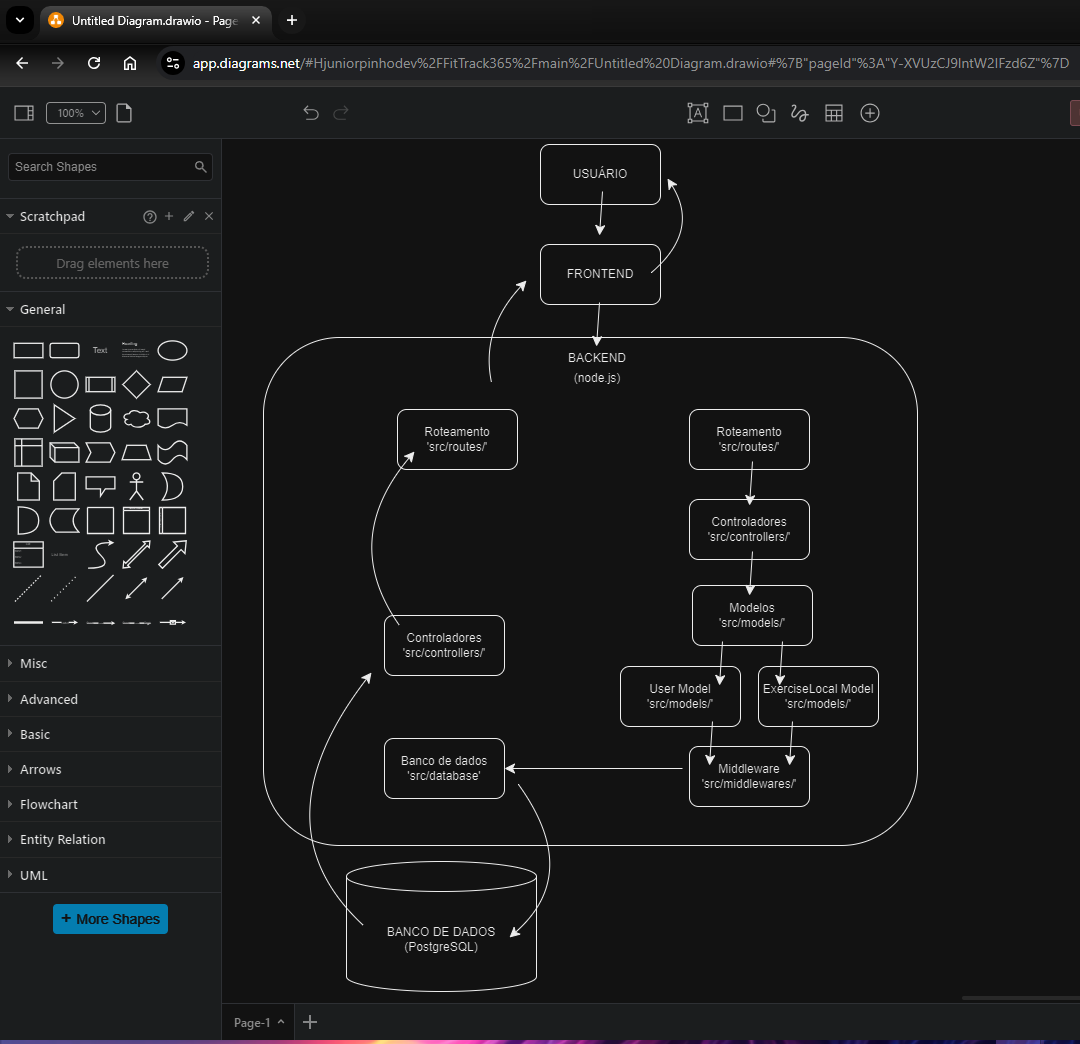 Untitled Diagram.drawio - Page
app.diagrams.net/#Hjuniorpinhodev%2FFitTrack365%2Fmain%2FUntitled%20Diagram.drawio#%7B"pageId"%3A"Y-XVUzCJ9lntW2lFzd6Z"%7D
100%
Search Shapes
Scratchpad
Drag elements here
General
Text
Heading
Misc
Advanced
Basic
Arrows
Flowchart
Entity Relation
UML
+ More Shapes
USUÁRIO
FRONTEND
BACKEND
(node.js)
Roteamento
'src/routes/'
Roteamento
'src/routes/'
Controladores
'src/controllers/'
Modelos
'src/models/'
Controladores
'src/controllers/'
User Model
'src/models/'
ExerciseLocal Model
'src/models/'
Banco de dados
'src/database'
Middleware
'src/middlewares/'
BANCO DE DADOS
(PostgreSQL)
Page-1